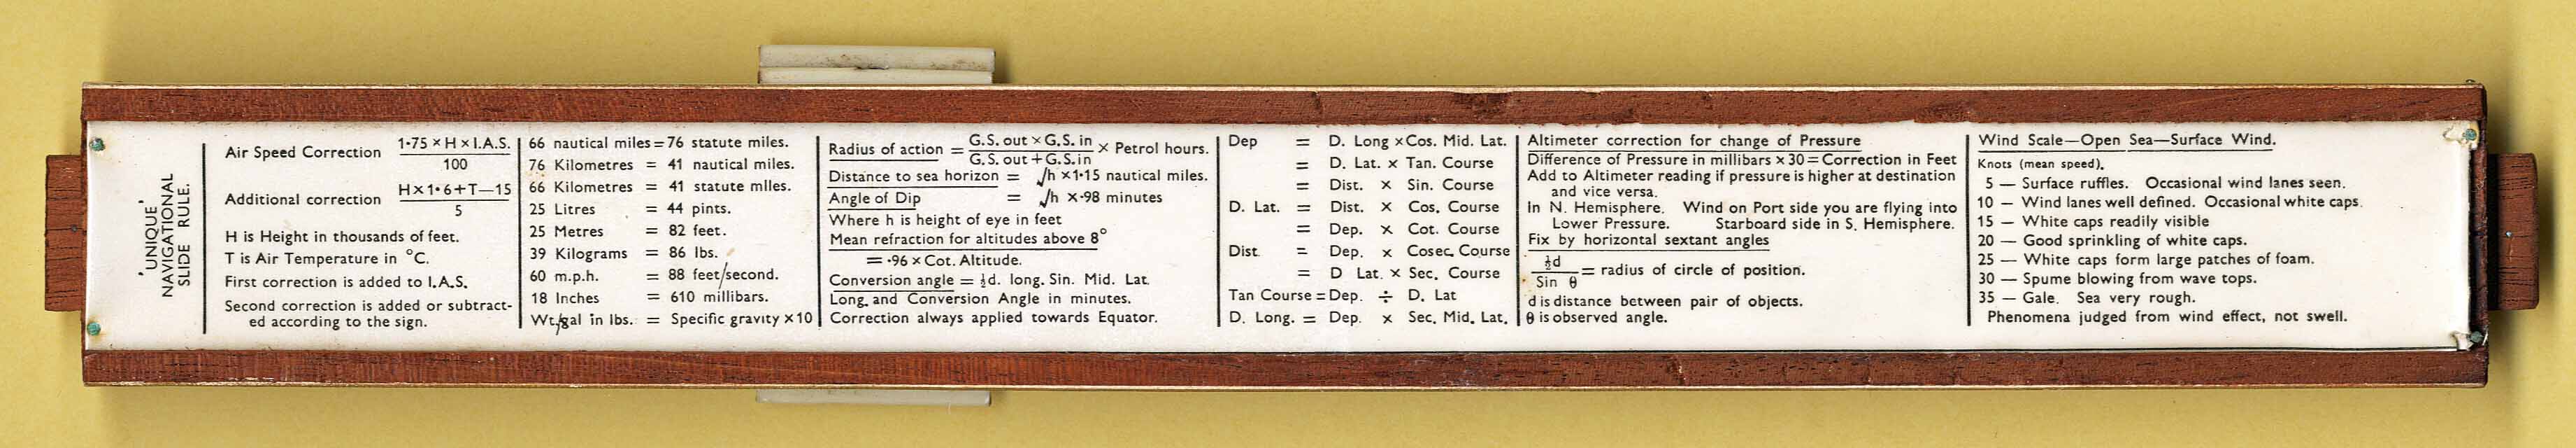 'UNIQUE'
NAVIGATIONAL
SLIDE RULE.
Air Speed Correction 1·75 × H × I.A.S. / 100
Additional correction H × 1·6 + T — 15 / 5
H is Height in thousands of feet.
T is Air Temperature in °C.
First correction is added to I.A.S.
Second correction is added or subtract-
ed according to the sign.
66 nautical miles = 76 statute miles.
76 Kilometres = 41 nautical miles.
66 Kilometres = 41 statute miles.
25 Litres = 44 pints.
25 Metres = 82 feet.
39 Kilograms = 86 lbs.
60 m.p.h. = 88 feet/second.
18 Inches = 610 millibars.
Wt/gal in lbs. = Specific gravity × 10
Radius of action = G.S. out × G.S. in / G.S. out + G.S. in × Petrol hours.
Distance to sea horizon = √h × 1·15 nautical miles.
Angle of Dip = √h × ·98 minutes
Where h is height of eye in feet
Mean refraction for altitudes above 8°
= ·96 × Cot. Altitude.
Conversion angle = ½d. long. Sin. Mid. Lat.
Long. and Conversion Angle in minutes.
Correction always applied towards Equator.
Dep = D. Long × Cos. Mid. Lat.
= D. Lat. × Tan. Course
= Dist. × Sin. Course
D. Lat. = Dist. × Cos. Course
= Dep. × Cot. Course
Dist = Dep. × Cosec. Course
= D Lat. × Sec. Course
Tan Course = Dep. ÷ D. Lat
D. Long. = Dep. × Sec. Mid. Lat.
Altimeter correction for change of Pressure
Difference of Pressure in millibars × 30 = Correction in Feet
Add to Altimeter reading if pressure is higher at destination
and vice versa.
In N. Hemisphere. Wind on Port side you are flying into
Lower Pressure. Starboard side in S. Hemisphere.
Fix by horizontal sextant angles
½d / Sin θ = radius of circle of position.
d is distance between pair of objects.
θ is observed angle.
Wind Scale—Open Sea—Surface Wind.
Knots (mean speed).
5 — Surface ruffles. Occasional wind lanes seen.
10 — Wind lanes well defined. Occasional white caps.
15 — White caps readily visible
20 — Good sprinkling of white caps.
25 — White caps form large patches of foam.
30 — Spume blowing from wave tops.
35 — Gale. Sea very rough.
Phenomena judged from wind effect, not swell.